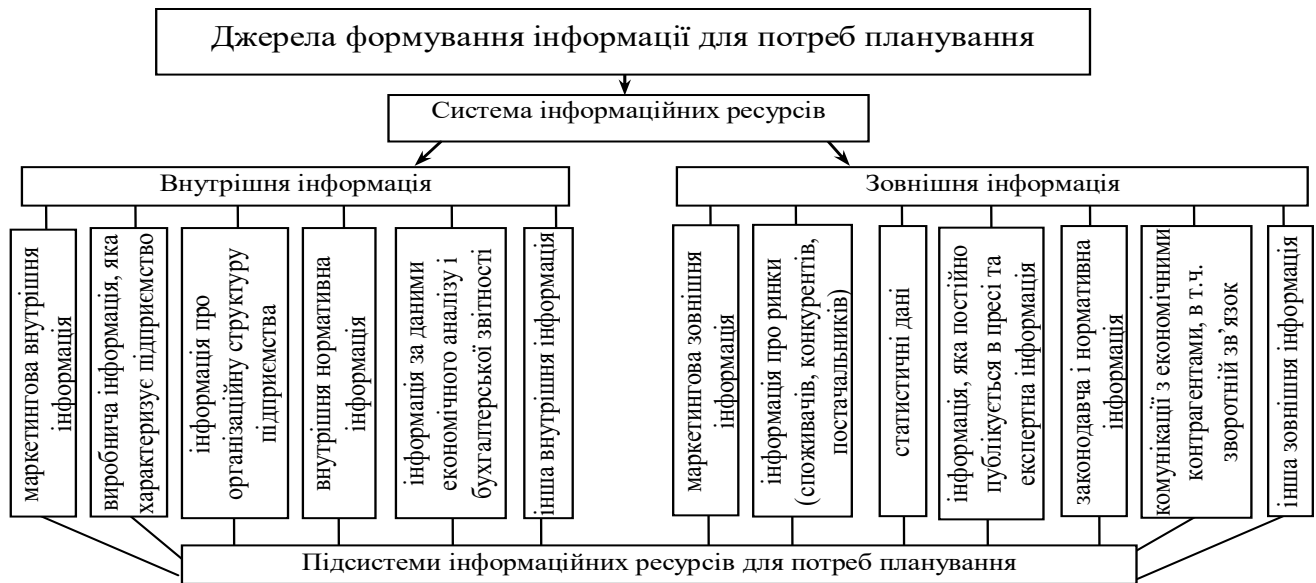 Джерела формування інформації для потреб планування
Система інформаційних ресурсів
Внутрішня інформація
Зовнішня інформація
маркетингова внутрішня
інформація
виробнича інформація, яка
характеризує підприємство
інформація про
організаційну структуру
підприємства
внутрішня нормативна
інформація
інформація за даними
економічного аналізу і
бухгалтерської звітності
інша внутрішня інформація
маркетингова зовнішня
інформація
інформація про ринки
(споживачів, конкурентів,
постачальників)
статистичні дані
інформація, яка постійно
публікується в пресі та
експертна інформація
законодавча і нормативна
інформація
комунікації з економічними
контрагентами, в т.ч.
зворотній зв’язок
інша зовнішня інформація
Підсистеми інформаційних ресурсів для потреб планування